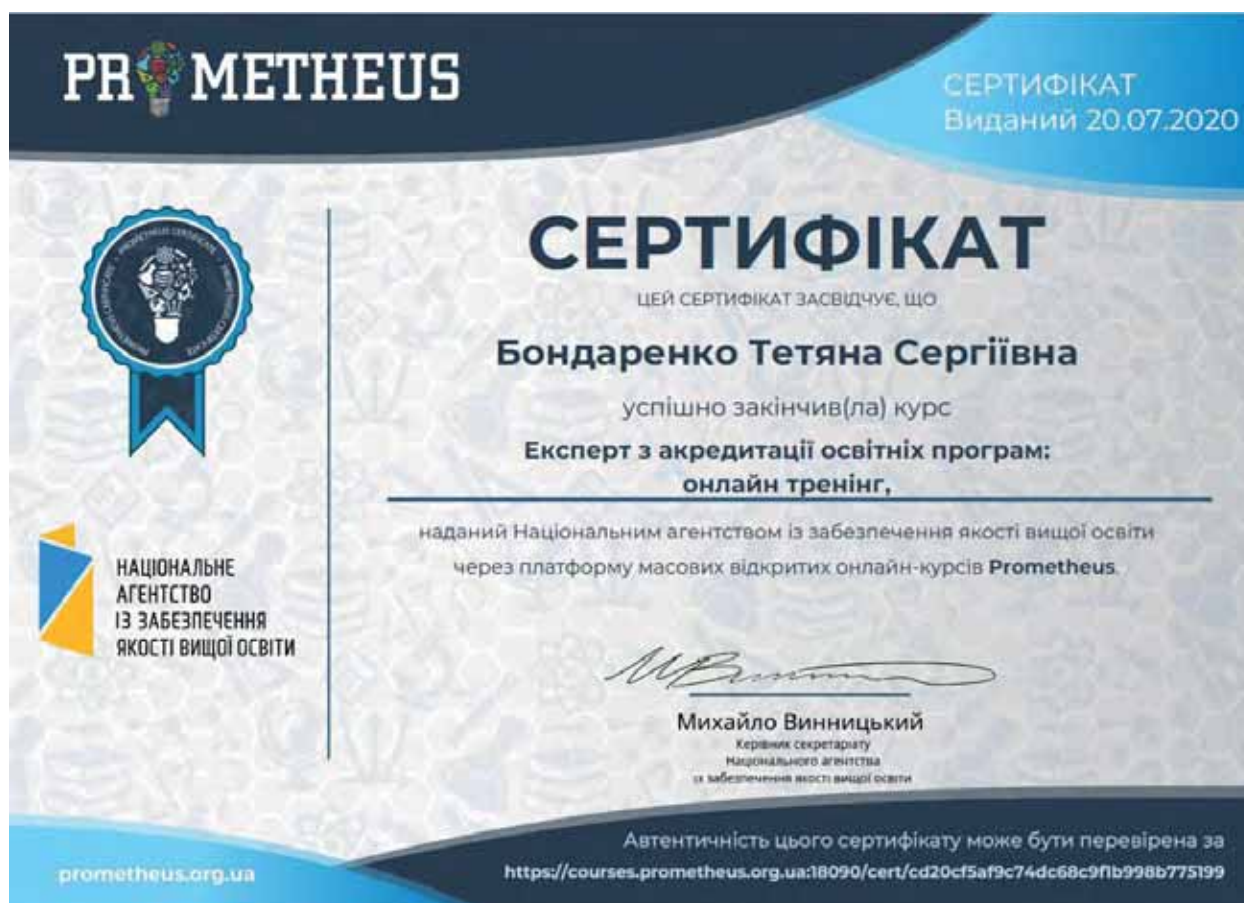 PROMETHEUS
СЕРТИФІКАТ
Виданий 20.07.2020
PROMETHEUS CERTIFICATE
СЕРТИФІКАТ
ЦЕЙ СЕРТИФІКАТ ЗАСВІДЧУЄ, ЩО
Бондаренко Тетяна Сергіївна
успішно закінчив(ла) курс
Експерт з акредитації освітніх програм:
онлайн тренінг,
наданий Національним агентством із забезпечення якості вищої освіти
через платформу масових відкритих онлайн-курсів Prometheus.
НАЦІОНАЛЬНЕ
АГЕНТСТВО
ІЗ ЗАБЕЗПЕЧЕННЯ
ЯКОСТІ ВИЩОЇ ОСВІТИ
Михайло Винницький
Керівник секретаріату
Національного агентства
із забезпечення якості вищої освіти
Автентичність цього сертифікату може бути перевірена за
prometheus.org.ua
https://courses.prometheus.org.ua:18090/cert/cd20cf5af9c74dc68c9f1b998b775199